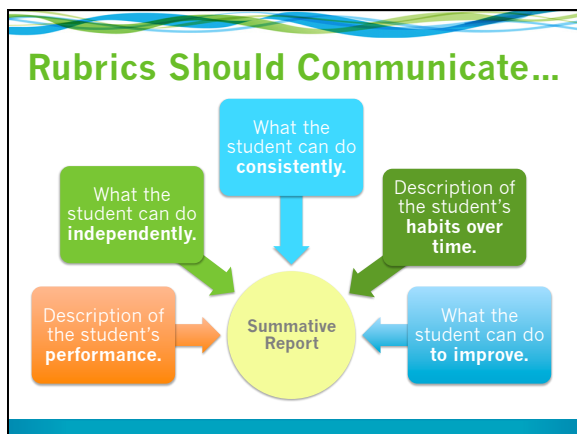 Rubrics Should Communicate...
What the
student can do
consistently.
What the
student can do
independently.
Description of
the student's
habits over
time.
Description of
the student's
performance.
Summative
Report
What the
student can do
to improve.